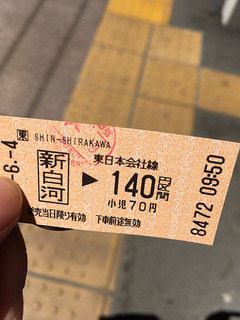 -6.-4
東 SHIN-SHIRAKAWA
新白河 ▶ 140円区間
東日本会社線
小児70円
発売当日限り有効 下車前途無効
8472 09:50